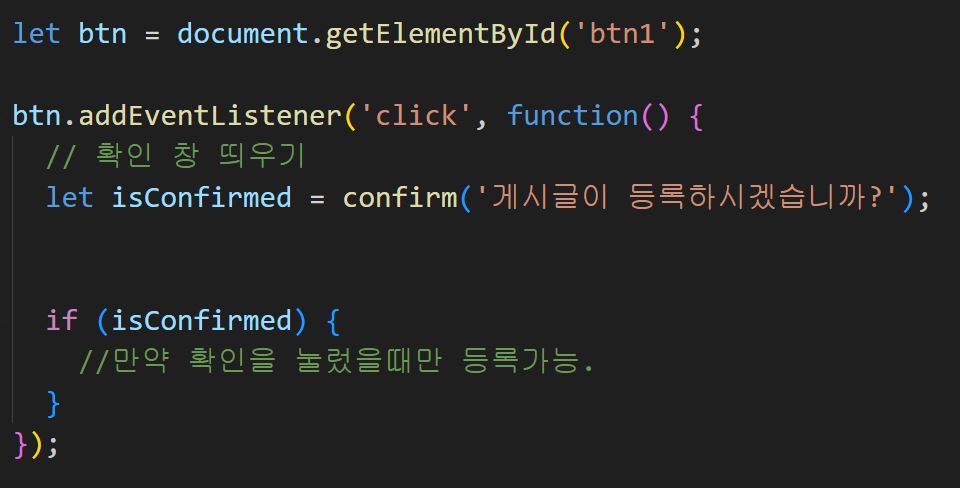 let btn = document.getElementById('btn1');
btn.addEventListener('click', function() {
// 확인 창 띄우기
let isConfirmed = confirm('게시글이 등록하시겠습니까?');
if (isConfirmed) {
//만약 확인을 눌렀을때만 등록가능.
}
});